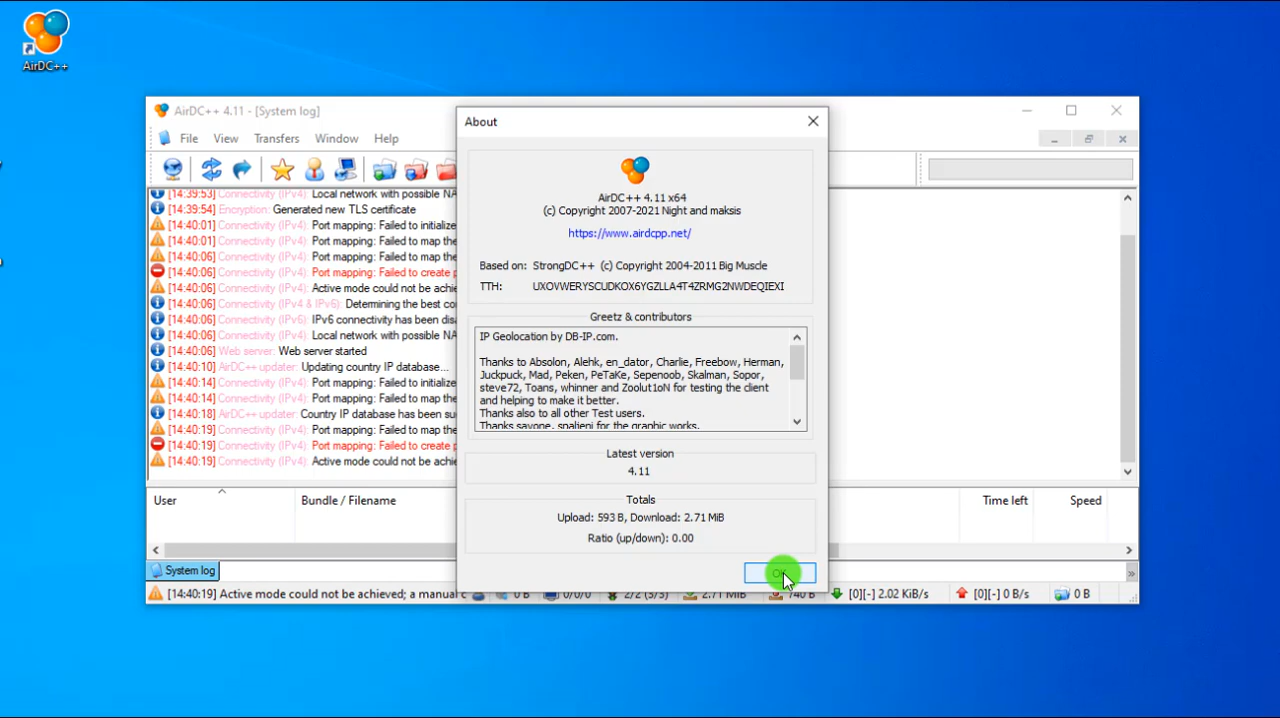 AirDC++
AirDC++ 4.11 - [System log]
File View Transfers Window Help
[14:39:53] Connectivity (IPv4): Local network with possible NA
[14:39:54] Encryption: Generated new TLS certificate
[14:40:01] Connectivity (IPv4): Port mapping: Failed to initialize
[14:40:01] Connectivity (IPv4): Port mapping: Failed to map the
[14:40:06] Connectivity (IPv4): Port mapping: Failed to map the
[14:40:06] Connectivity (IPv4): Port mapping: Failed to create p
[14:40:06] Connectivity (IPv4): Active mode could not be achie
[14:40:06] Connectivity (IPv4 & IPv6): Determining the best co
[14:40:06] Connectivity (IPv6): IPv6 connectivity has been disa
[14:40:06] Connectivity (IPv4): Local network with possible NA
[14:40:06] Web server: Web server started
[14:40:10] AirDC++ updater: Updating country IP database...
[14:40:14] Connectivity (IPv4): Port mapping: Failed to initialize
[14:40:14] Connectivity (IPv4): Port mapping: Failed to map the
[14:40:18] AirDC++ updater: Country IP database has been su
[14:40:19] Connectivity (IPv4): Port mapping: Failed to map the
[14:40:19] Connectivity (IPv4): Port mapping: Failed to create p
[14:40:19] Connectivity (IPv4): Active mode could not be achie
User Bundle / Filename Time left Speed
System log
[14:40:19] Active mode could not be achieved; a manual c 0 B 0/0/0 2/2 (5/5) 2.71 MiB 740 B [0][-] 2.02 KiB/s [0][-] 0 B/s 0 B
About
AirDC++ 4.11 x64
(c) Copyright 2007-2021 Night and maksis
https://www.airdcpp.net/
Based on: StrongDC++ (c) Copyright 2004-2011 Big Muscle
TTH: UXOVWERYSCUDKOX6YGZLLA4T4ZRMG2NWDEQIEXI
Greetz & contributors
IP Geolocation by DB-IP.com.
Thanks to Absolon, Alehk, en_dator, Charlie, Freebow, Herman,
Juckpuck, Mad, Peken, PeTaKe, Sepenoob, Skalman, Sopor,
steve72, Toans, whinner and Zoolut1oN for testing the client
and helping to make it better.
Thanks also to all other Test users.
Thanks savone, spalieni for the graphic works.
Latest version
4.11
Totals
Upload: 593 B, Download: 2.71 MiB
Ratio (up/down): 0.00